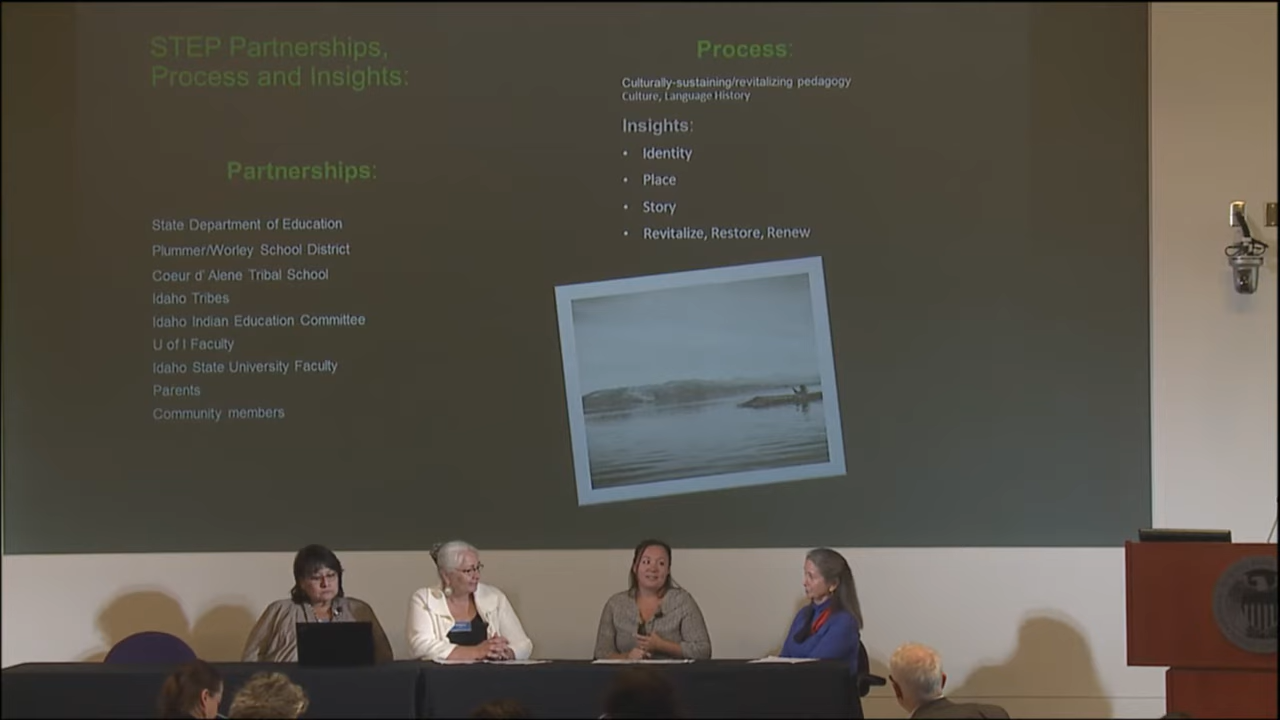 STEP Partnerships,
Process and Insights:
Partnerships:
State Department of Education
Plummer/Worley School District
Coeur d' Alene Tribal School
Idaho Tribes
Idaho Indian Education Committee
U of I Faculty
Idaho State University Faculty
Parents
Community members
Process:
Culturally-sustaining/revitalizing pedagogy
Culture, Language History
Insights:
• Identity
• Place
• Story
• Revitalize, Restore, Renew